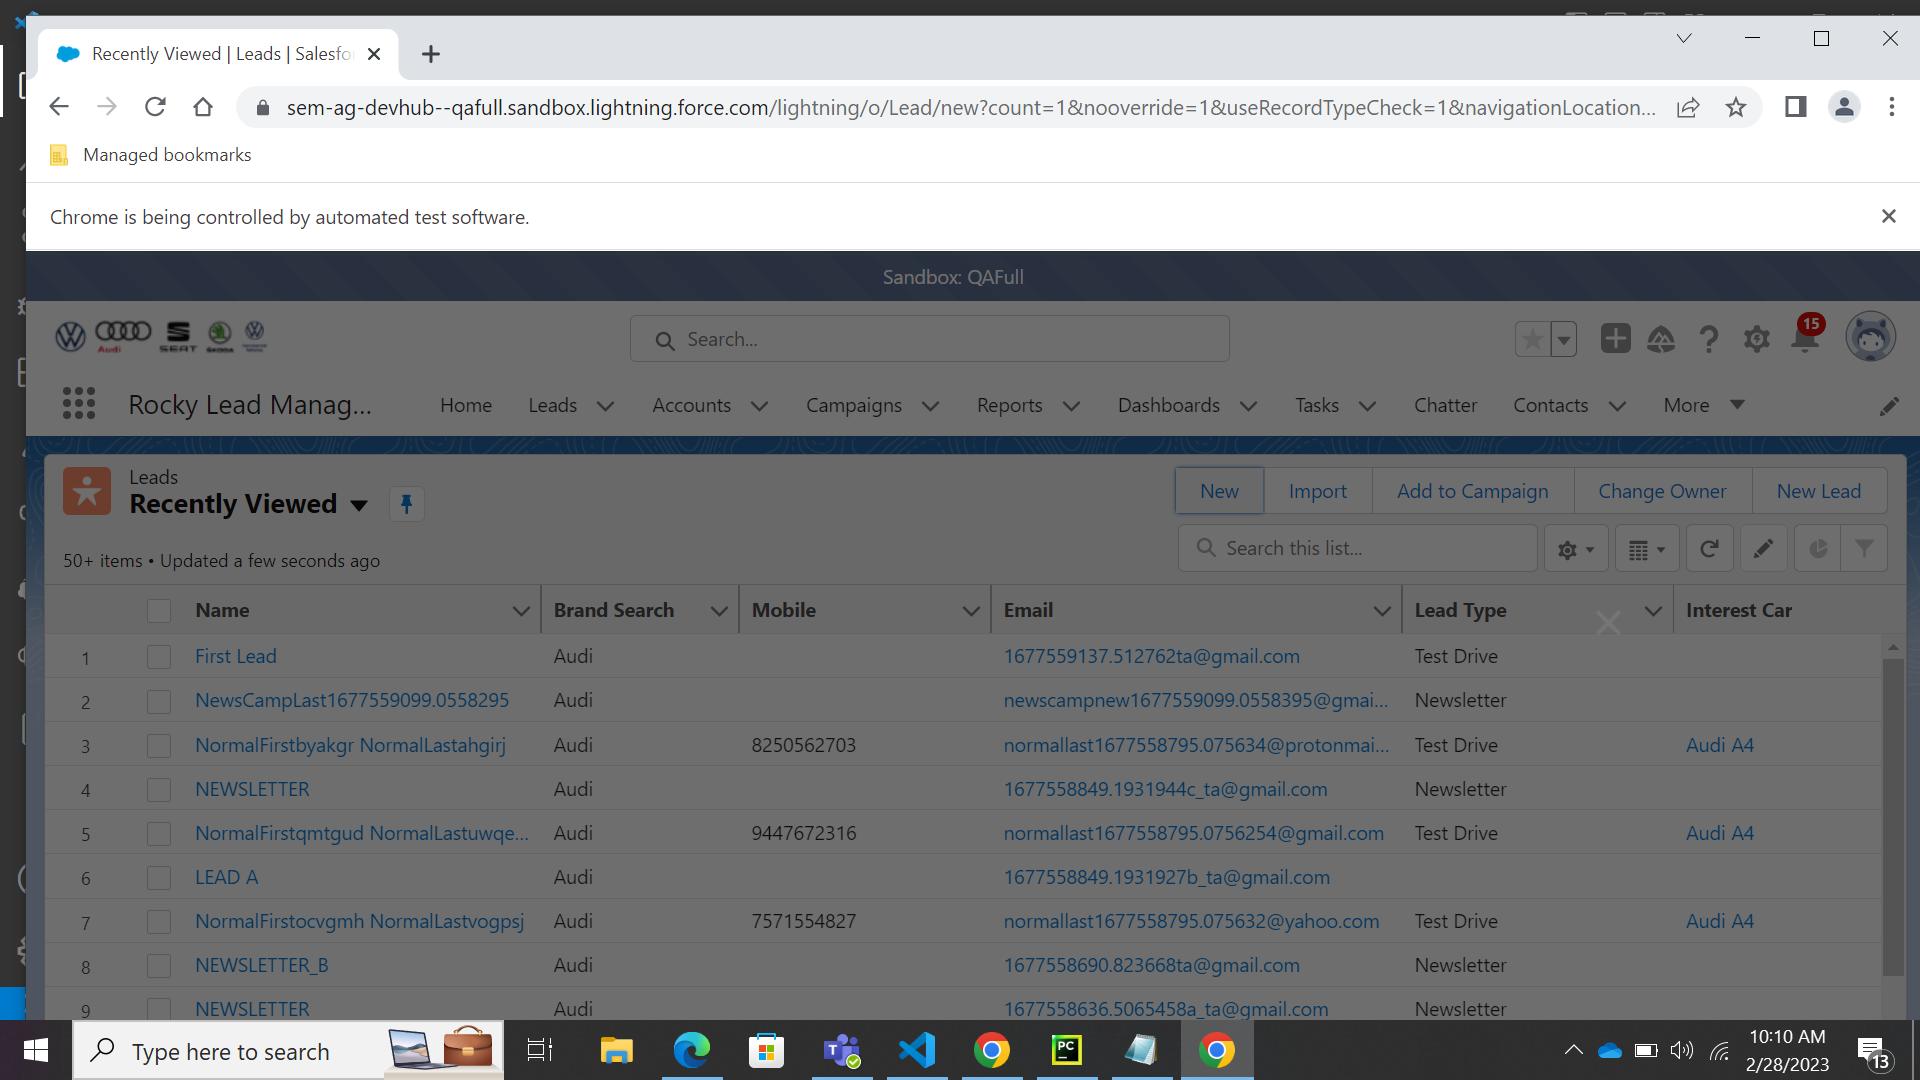 Recently Viewed | Leads | Salesfo
sem-ag-devhub--qafull.sandbox.lightning.force.com/lightning/o/Lead/new?count=1&nooverride=1&useRecordTypeCheck=1&navigationLocation...
Managed bookmarks
Chrome is being controlled by automated test software.
Sandbox: QAFull
Audi SEAT ŠKODA
Search...
15
Rocky Lead Manag...
Home Leads Accounts Campaigns Reports Dashboards Tasks Chatter Contacts More
Leads
Recently Viewed
New Import Add to Campaign Change Owner New Lead
50+ items • Updated a few seconds ago
Search this list...
Name Brand Search Mobile Email Lead Type Interest Car
1 First Lead Audi 1677559137.512762ta@gmail.com Test Drive
2 NewsCampLast1677559099.0558295 Audi newscampnew1677559099.0558395@gmai... Newsletter
3 NormalFirstbyakgr NormalLastahgirj Audi 8250562703 normallast1677558795.075634@protonmai... Test Drive Audi A4
4 NEWSLETTER Audi 1677558849.1931944c_ta@gmail.com Newsletter
5 NormalFirstqmtgud NormalLastuwqe... Audi 9447672316 normallast1677558795.0756254@gmail.com Test Drive Audi A4
6 LEAD A Audi 1677558849.1931927b_ta@gmail.com
7 NormalFirstocvgmh NormalLastvogpsj Audi 7571554827 normallast1677558795.075632@yahoo.com Test Drive Audi A4
8 NEWSLETTER_B Audi 1677558690.823668ta@gmail.com Newsletter
9 NEWSLETTER Audi 1677558636.5065458a_ta@gmail.com Newsletter
Type here to search
T
PC
10:10 AM
2/28/2023
13